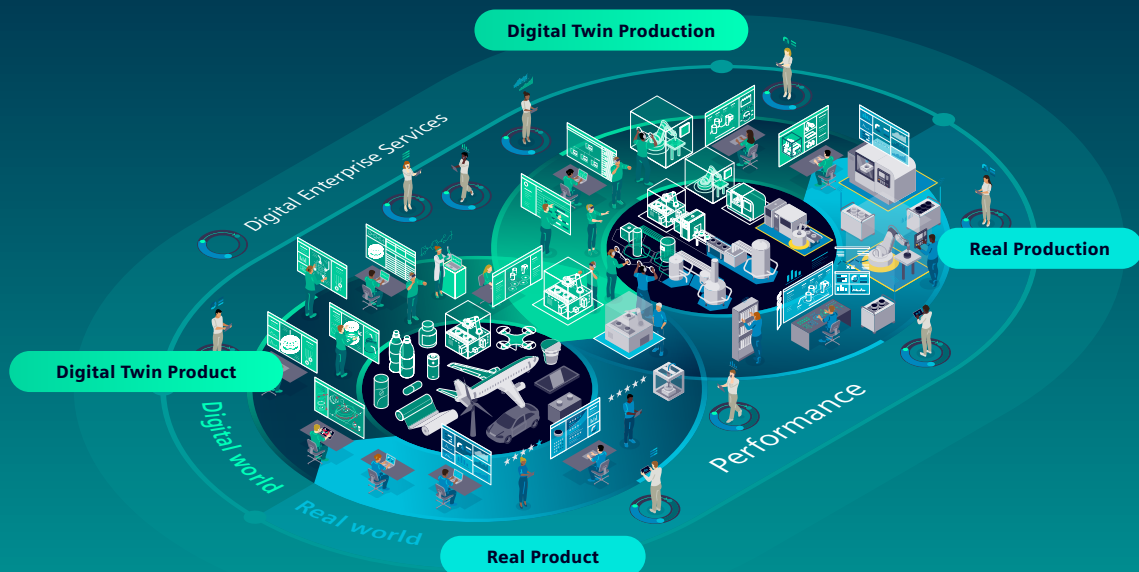 Digital Twin Production
Digital Enterprise Services
Real Production
Digital Twin Product
Performance
Digital world
Real world
Real Product